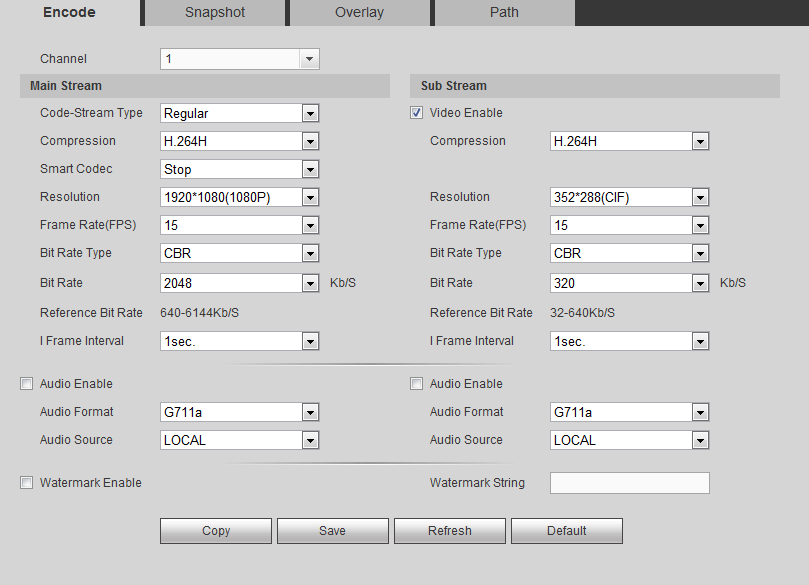 Encode Snapshot Overlay Path
Channel 1
Main Stream Sub Stream
Code-Stream Type Regular Video Enable
Compression H.264H Compression H.264H
Smart Codec Stop
Resolution 1920*1080(1080P) Resolution 352*288(CIF)
Frame Rate(FPS) 15 Frame Rate(FPS) 15
Bit Rate Type CBR Bit Rate Type CBR
Bit Rate 2048 Kb/S Bit Rate 320 Kb/S
Reference Bit Rate 640-6144Kb/S Reference Bit Rate 32-640Kb/S
I Frame Interval 1sec. I Frame Interval 1sec.
Audio Enable Audio Enable
Audio Format G711a Audio Format G711a
Audio Source LOCAL Audio Source LOCAL
Watermark Enable Watermark String
Copy Save Refresh Default